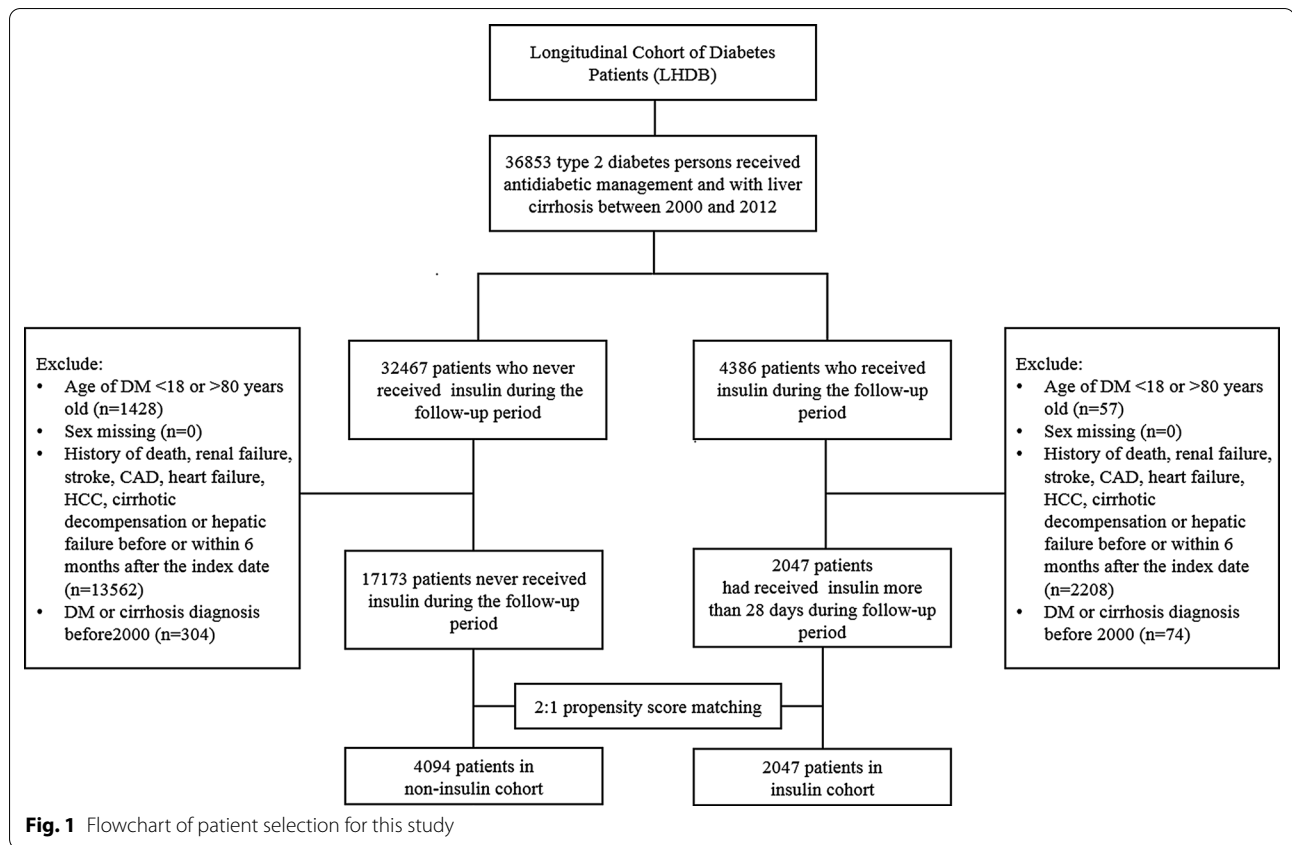 Longitudinal Cohort of Diabetes
Patients (LHDB)
36853 type 2 diabetes persons received
antidiabetic management and with liver
cirrhosis between 2000 and 2012
Exclude:
• Age of DM <18 or >80 years
old (n=1428)
• Sex missing (n=0)
• History of death, renal failure,
stroke, CAD, heart failure,
HCC, cirrhotic
decompensation or hepatic
failure before or within 6
months after the index date
(n=13562)
• DM or cirrhosis diagnosis
before2000 (n=304)
32467 patients who never
received insulin during the
follow-up period
4386 patients who received
insulin during the follow-up
period
Exclude:
• Age of DM <18 or >80 years
old (n=57)
• Sex missing (n=0)
• History of death, renal failure,
stroke, CAD, heart failure,
HCC, cirrhotic
decompensation or hepatic
failure before or within 6
months after the index date
(n=2208)
• DM or cirrhosis diagnosis
before 2000 (n=74)
17173 patients never received
insulin during the follow-up
period
2047 patients
had received insulin more
than 28 days during follow-up
period
2:1 propensity score matching
4094 patients in
non-insulin cohort
2047 patients in
insulin cohort
Fig. 1 Flowchart of patient selection for this study